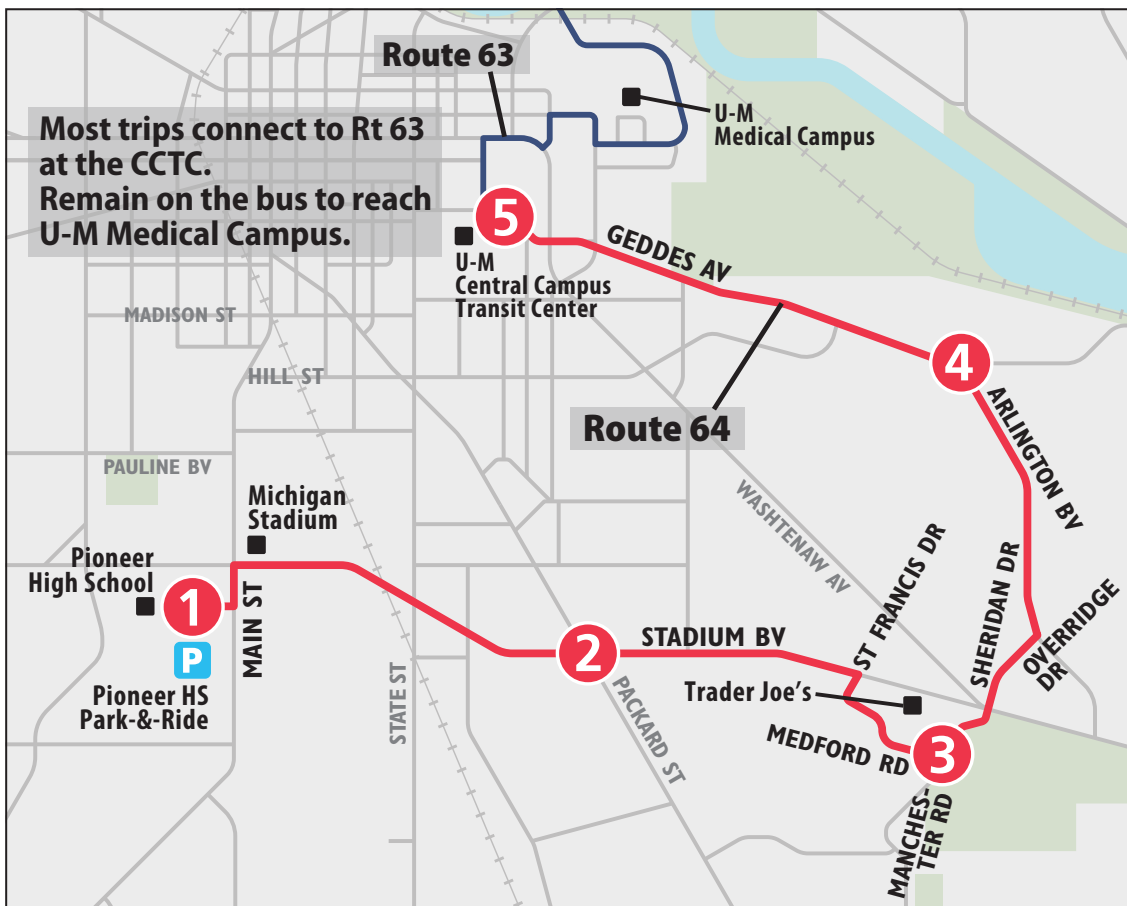 Route 63
Most trips connect to Rt 63
at the CCTC.
Remain on the bus to reach
U-M Medical Campus.
U-M
Medical Campus
5
U-M
Central Campus
Transit Center
GEDDES AV
MADISON ST
HILL ST
4
Route 64
ARLINGTON BV
PAULINE BV
Michigan
Stadium
WASHTENAW AV
Pioneer
High School
1
P
Pioneer HS
Park-&-Ride
MAIN ST
STATE ST
2
PACKARD ST
STADIUM BV
ST FRANCIS DR
SHERIDAN DR
OVERRIDGE
DR
Trader Joe's
MEDFORD RD
3
MANCHES-
TER RD